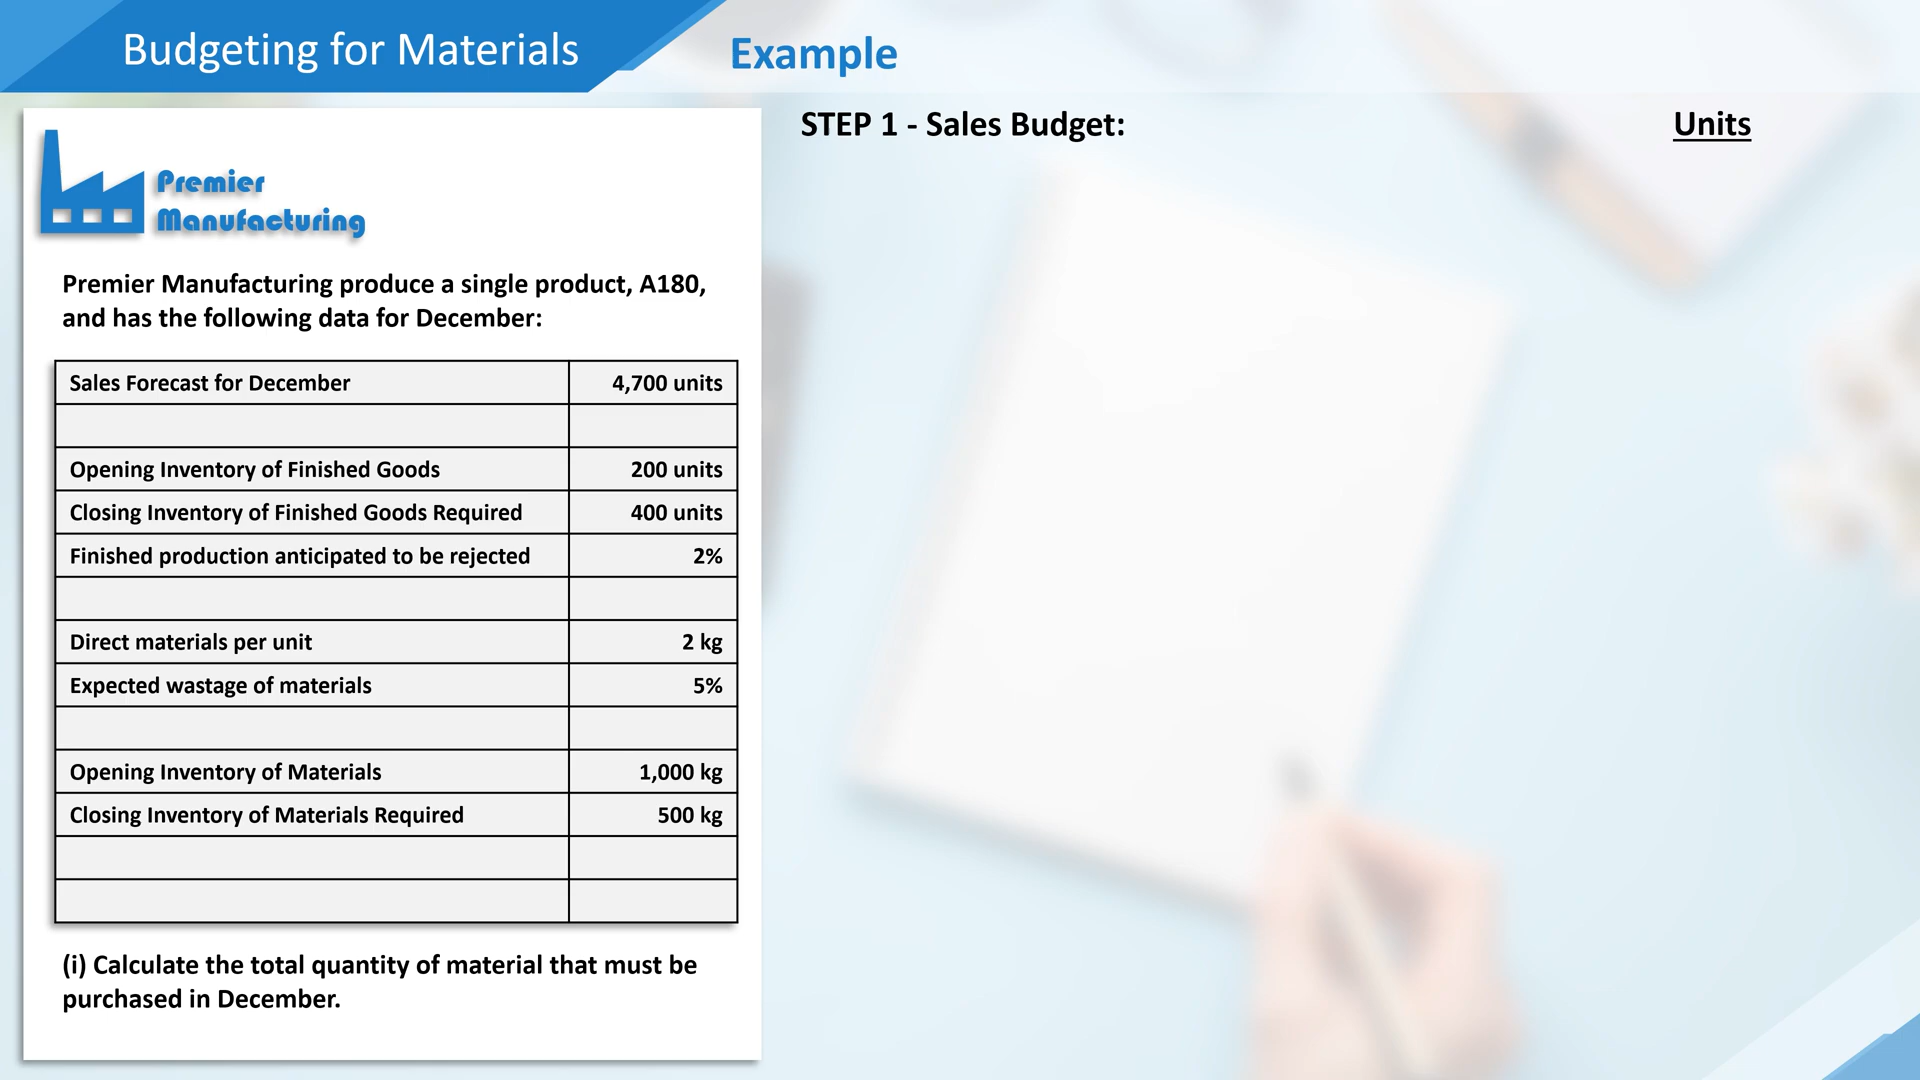 Budgeting for Materials
Example
Premier
Manufacturing
Premier Manufacturing produce a single product, A180,
and has the following data for December:
Sales Forecast for December 4,700 units
Opening Inventory of Finished Goods 200 units
Closing Inventory of Finished Goods Required 400 units
Finished production anticipated to be rejected 2%
Direct materials per unit 2 kg
Expected wastage of materials 5%
Opening Inventory of Materials 1,000 kg
Closing Inventory of Materials Required 500 kg
(i) Calculate the total quantity of material that must be
purchased in December.
STEP 1 - Sales Budget: Units